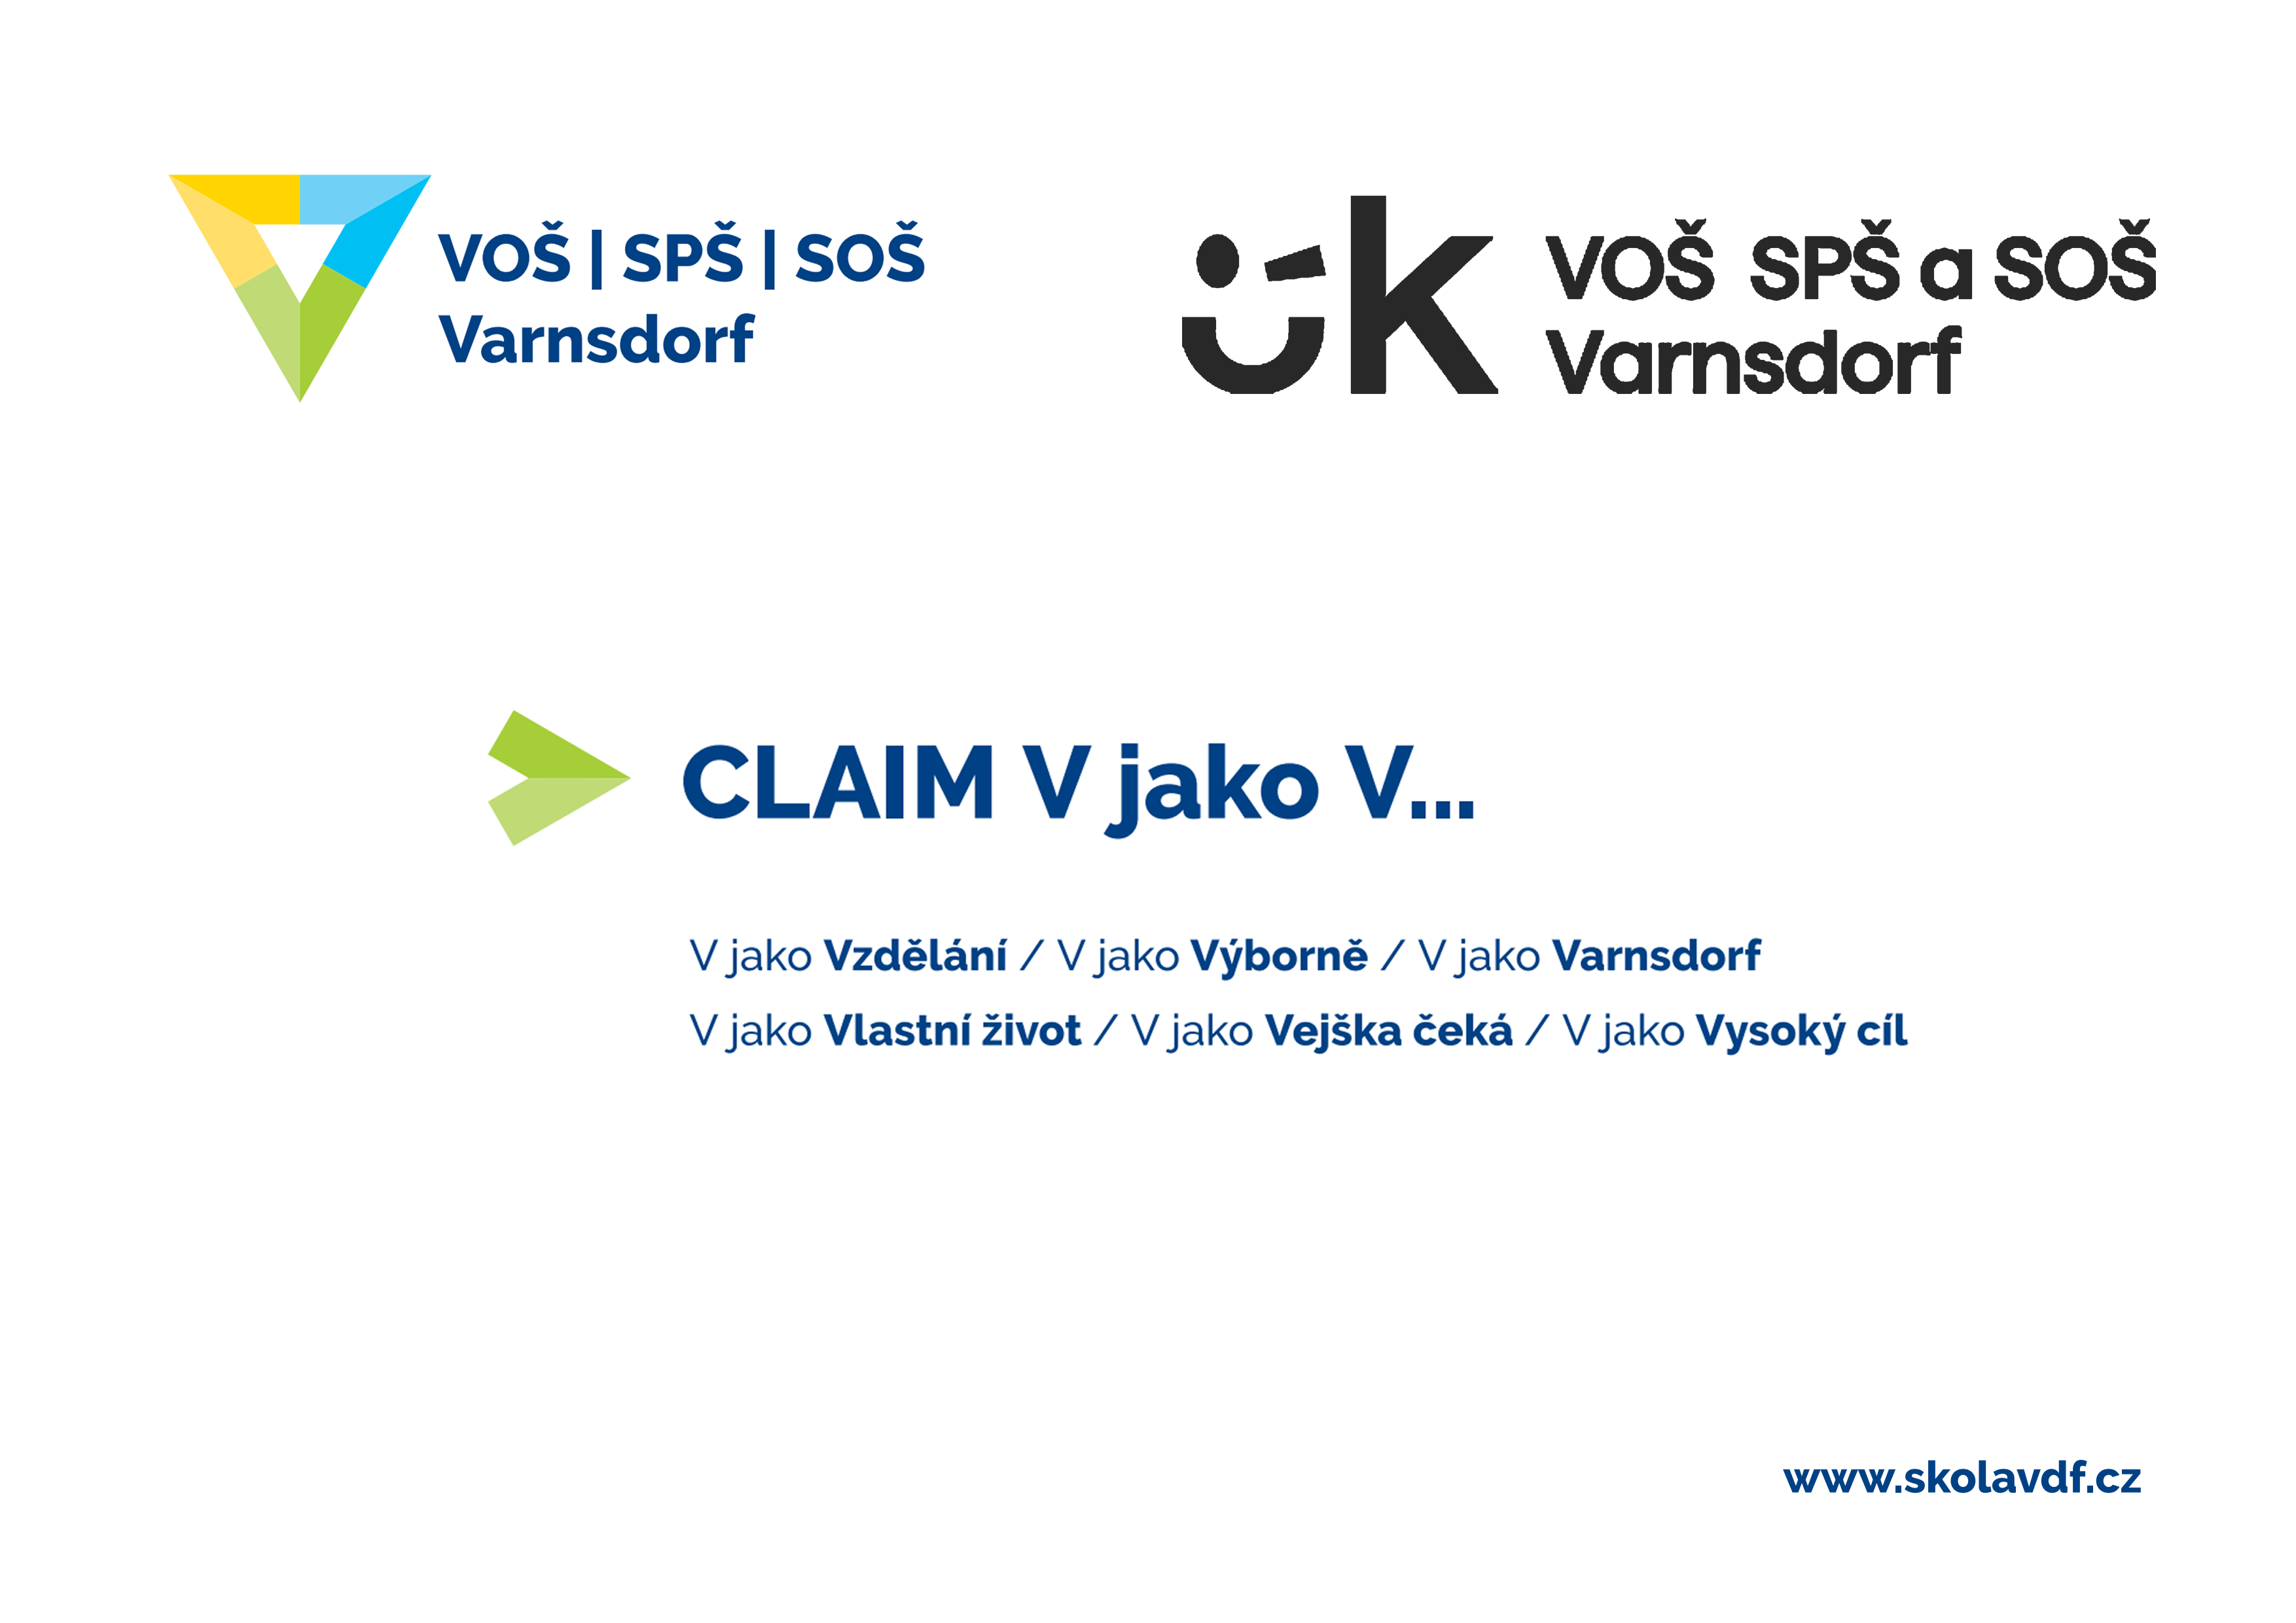 VOŠ | SPŠ | SOŠ
Varnsdorf
úk
VOŠ SPŠ a SOŠ
Varnsdorf
CLAIM V jako V...
V jako Vzdělání / V jako Výborně / V jako Varnsdorf
V jako Vlastní život / V jako Vejška čeká / V jako Vysoký cíl
www.skolavdf.cz